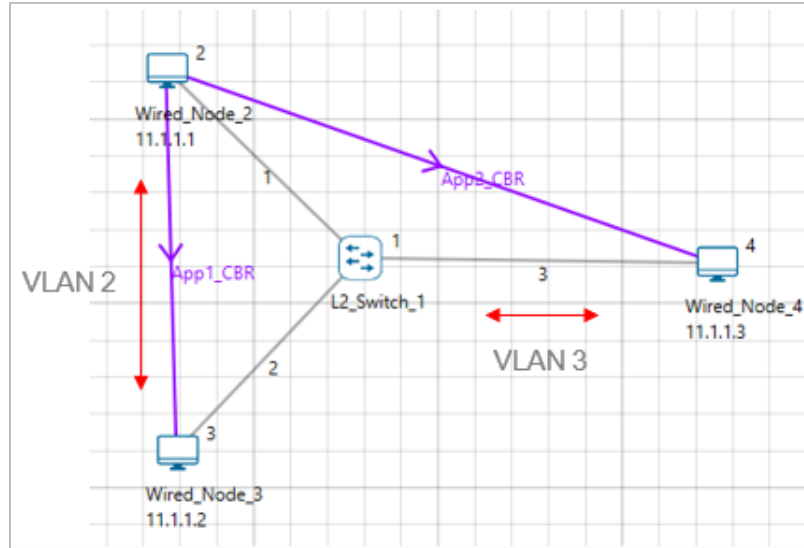 2
Wired_Node_2
11.1.1.1
1
App2_CBR
1
4
App1_CBR
VLAN 2
3
L2_Switch_1
Wired_Node_4
11.1.1.3
VLAN 3
2
3
Wired_Node_3
11.1.1.2